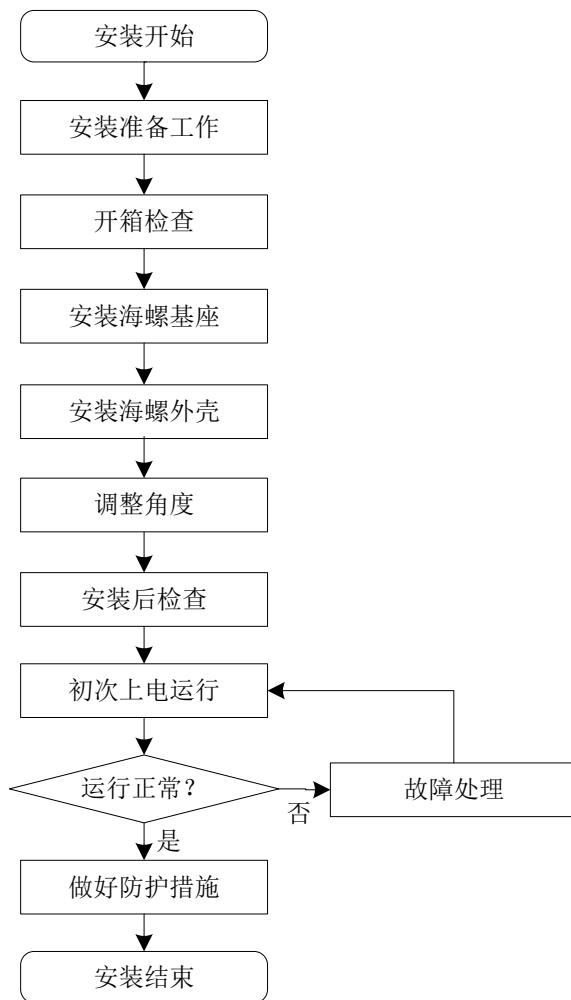 安装开始
安装准备工作
开箱检查
安装海螺基座
安装海螺外壳
调整角度
安装后检查
初次上电运行
运行正常？
否
故障处理
是
做好防护措施
安装结束